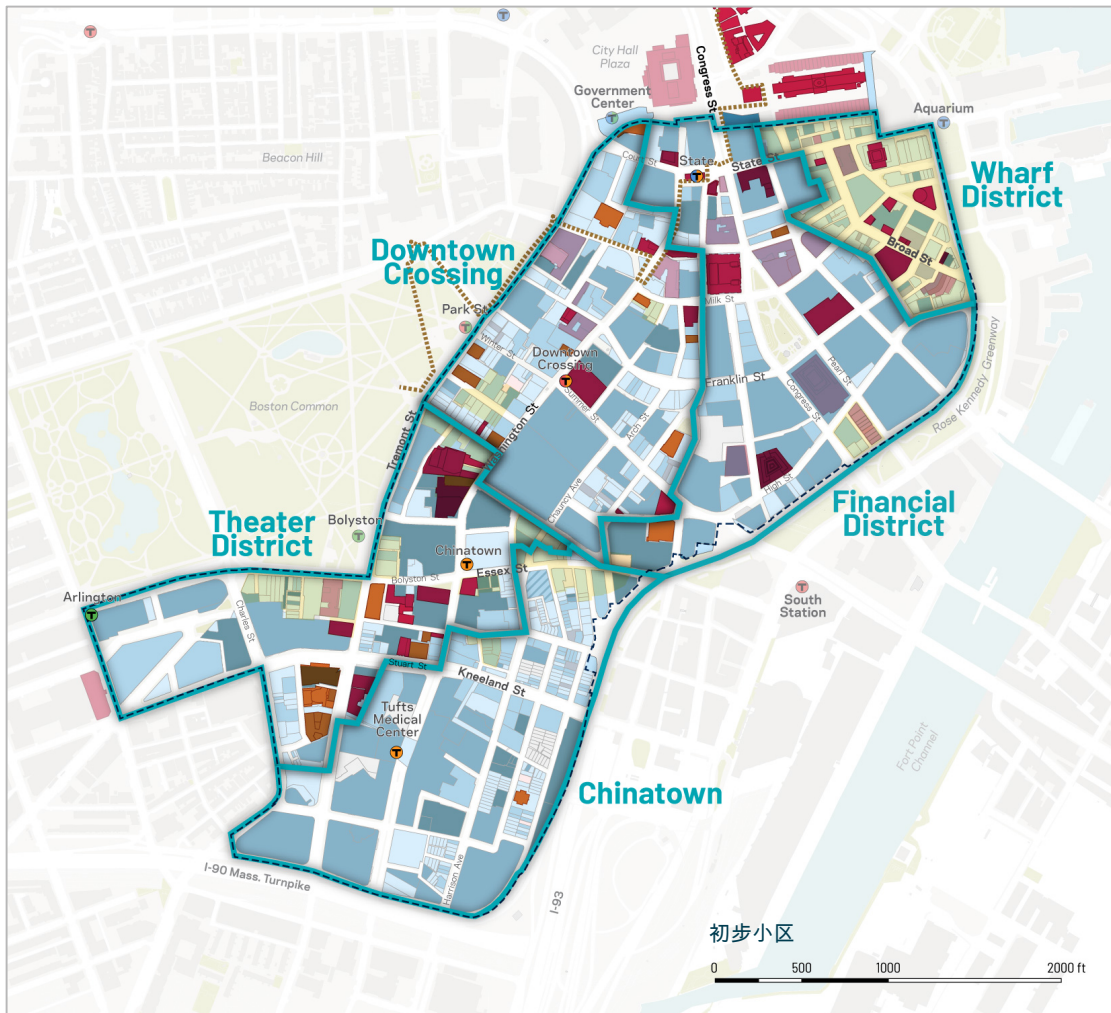 City Hall
Plaza
Congress St
Government
Center
Aquarium
Beacon Hill
Court St
State
State St
Wharf
District
Downtown
Crossing
Broad St
Park St
Milk St
Winter St
Downtown
Crossing
Franklin St
Pearl St
Congress St
Summer St
Boston Common
Rose Kennedy Greenway
Tremont St
Washington St
Arch St
Chauncy Ave
High St
Financial
District
Theater
District
Bolyston
Chinatown
Essex St
Bolyston St
Arlington
Charles St
South
Station
Stuart St
Kneeland St
Tufts
Medical
Center
Fort Point
Channel
Chinatown
I-90 Mass. Turnpike
Harrison Ave
I-93
初步小区
0 500 1000 2000 ft
T
T
T
T
T
T
T
T
T
T
T
T